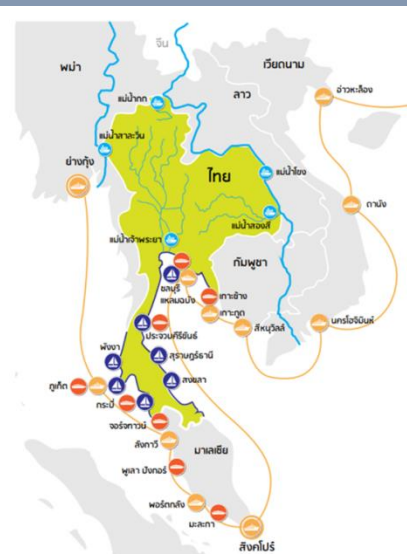 จีน
พม่า
เวียดนาม
ลาว
แม่น้ำกก
อ่าวหะล็อง
แม่น้ำสาละวิน
ย่างกุ้ง
ไทย
แม่น้ำโขง
ดานัง
แม่น้ำสองสี
แม่น้ำเจ้าพระยา
กัมพูชา
ชลบุรี
แหลมฉบัง
เกาะช้าง
เกาะกูด
สีหนุวิลล์
นครโฮจิมินห์
ประจวบคีรีขันธ์
พังงา
สุราษฎร์ธานี
สงขลา
ภูเก็ต
กระบี่
จอร์จทาวน์
ลังกาวี
มาเลเซีย
พูเลา ปังกอร์
พอร์ตกลัง
มะละกา
สิงคโปร์